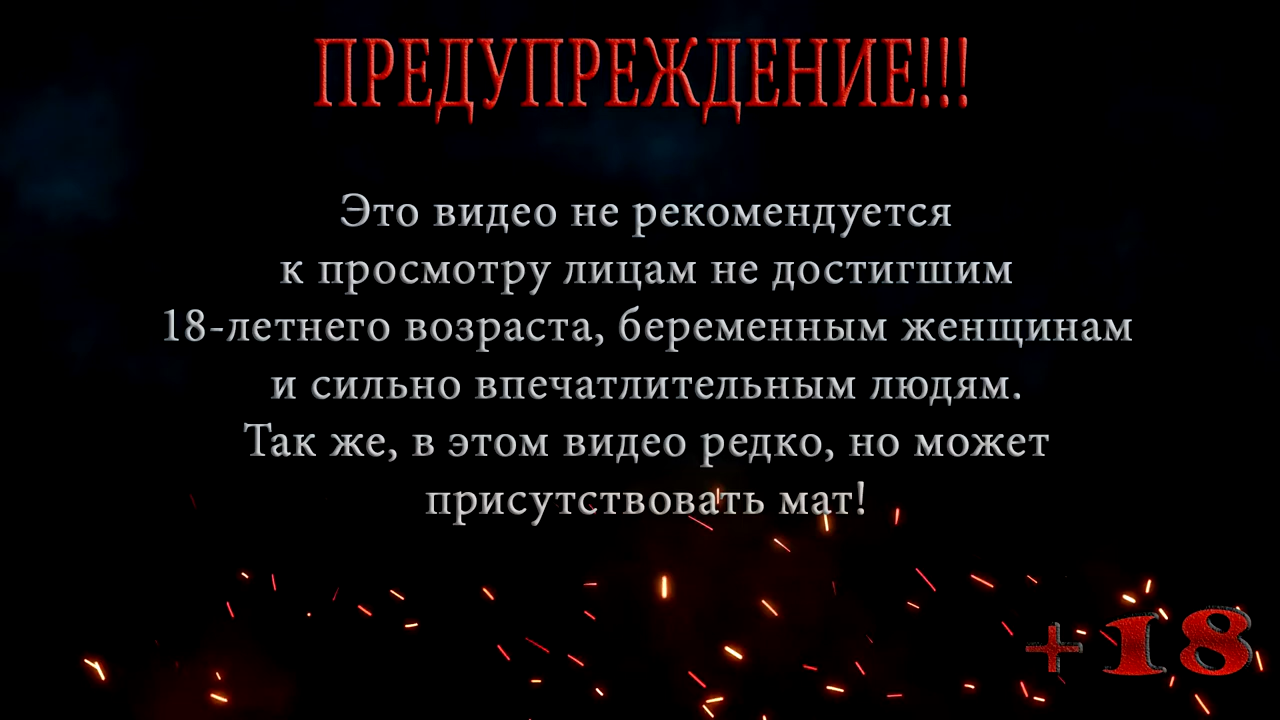 ПРЕДУПРЕЖДЕНИЕ!!!
Это видео не рекомендуется
к просмотру лицам не достигшим
18-летнего возраста, беременным женщинам
и сильно впечатлительным людям.
Так же, в этом видео редко, но может
присутствовать мат!
+18